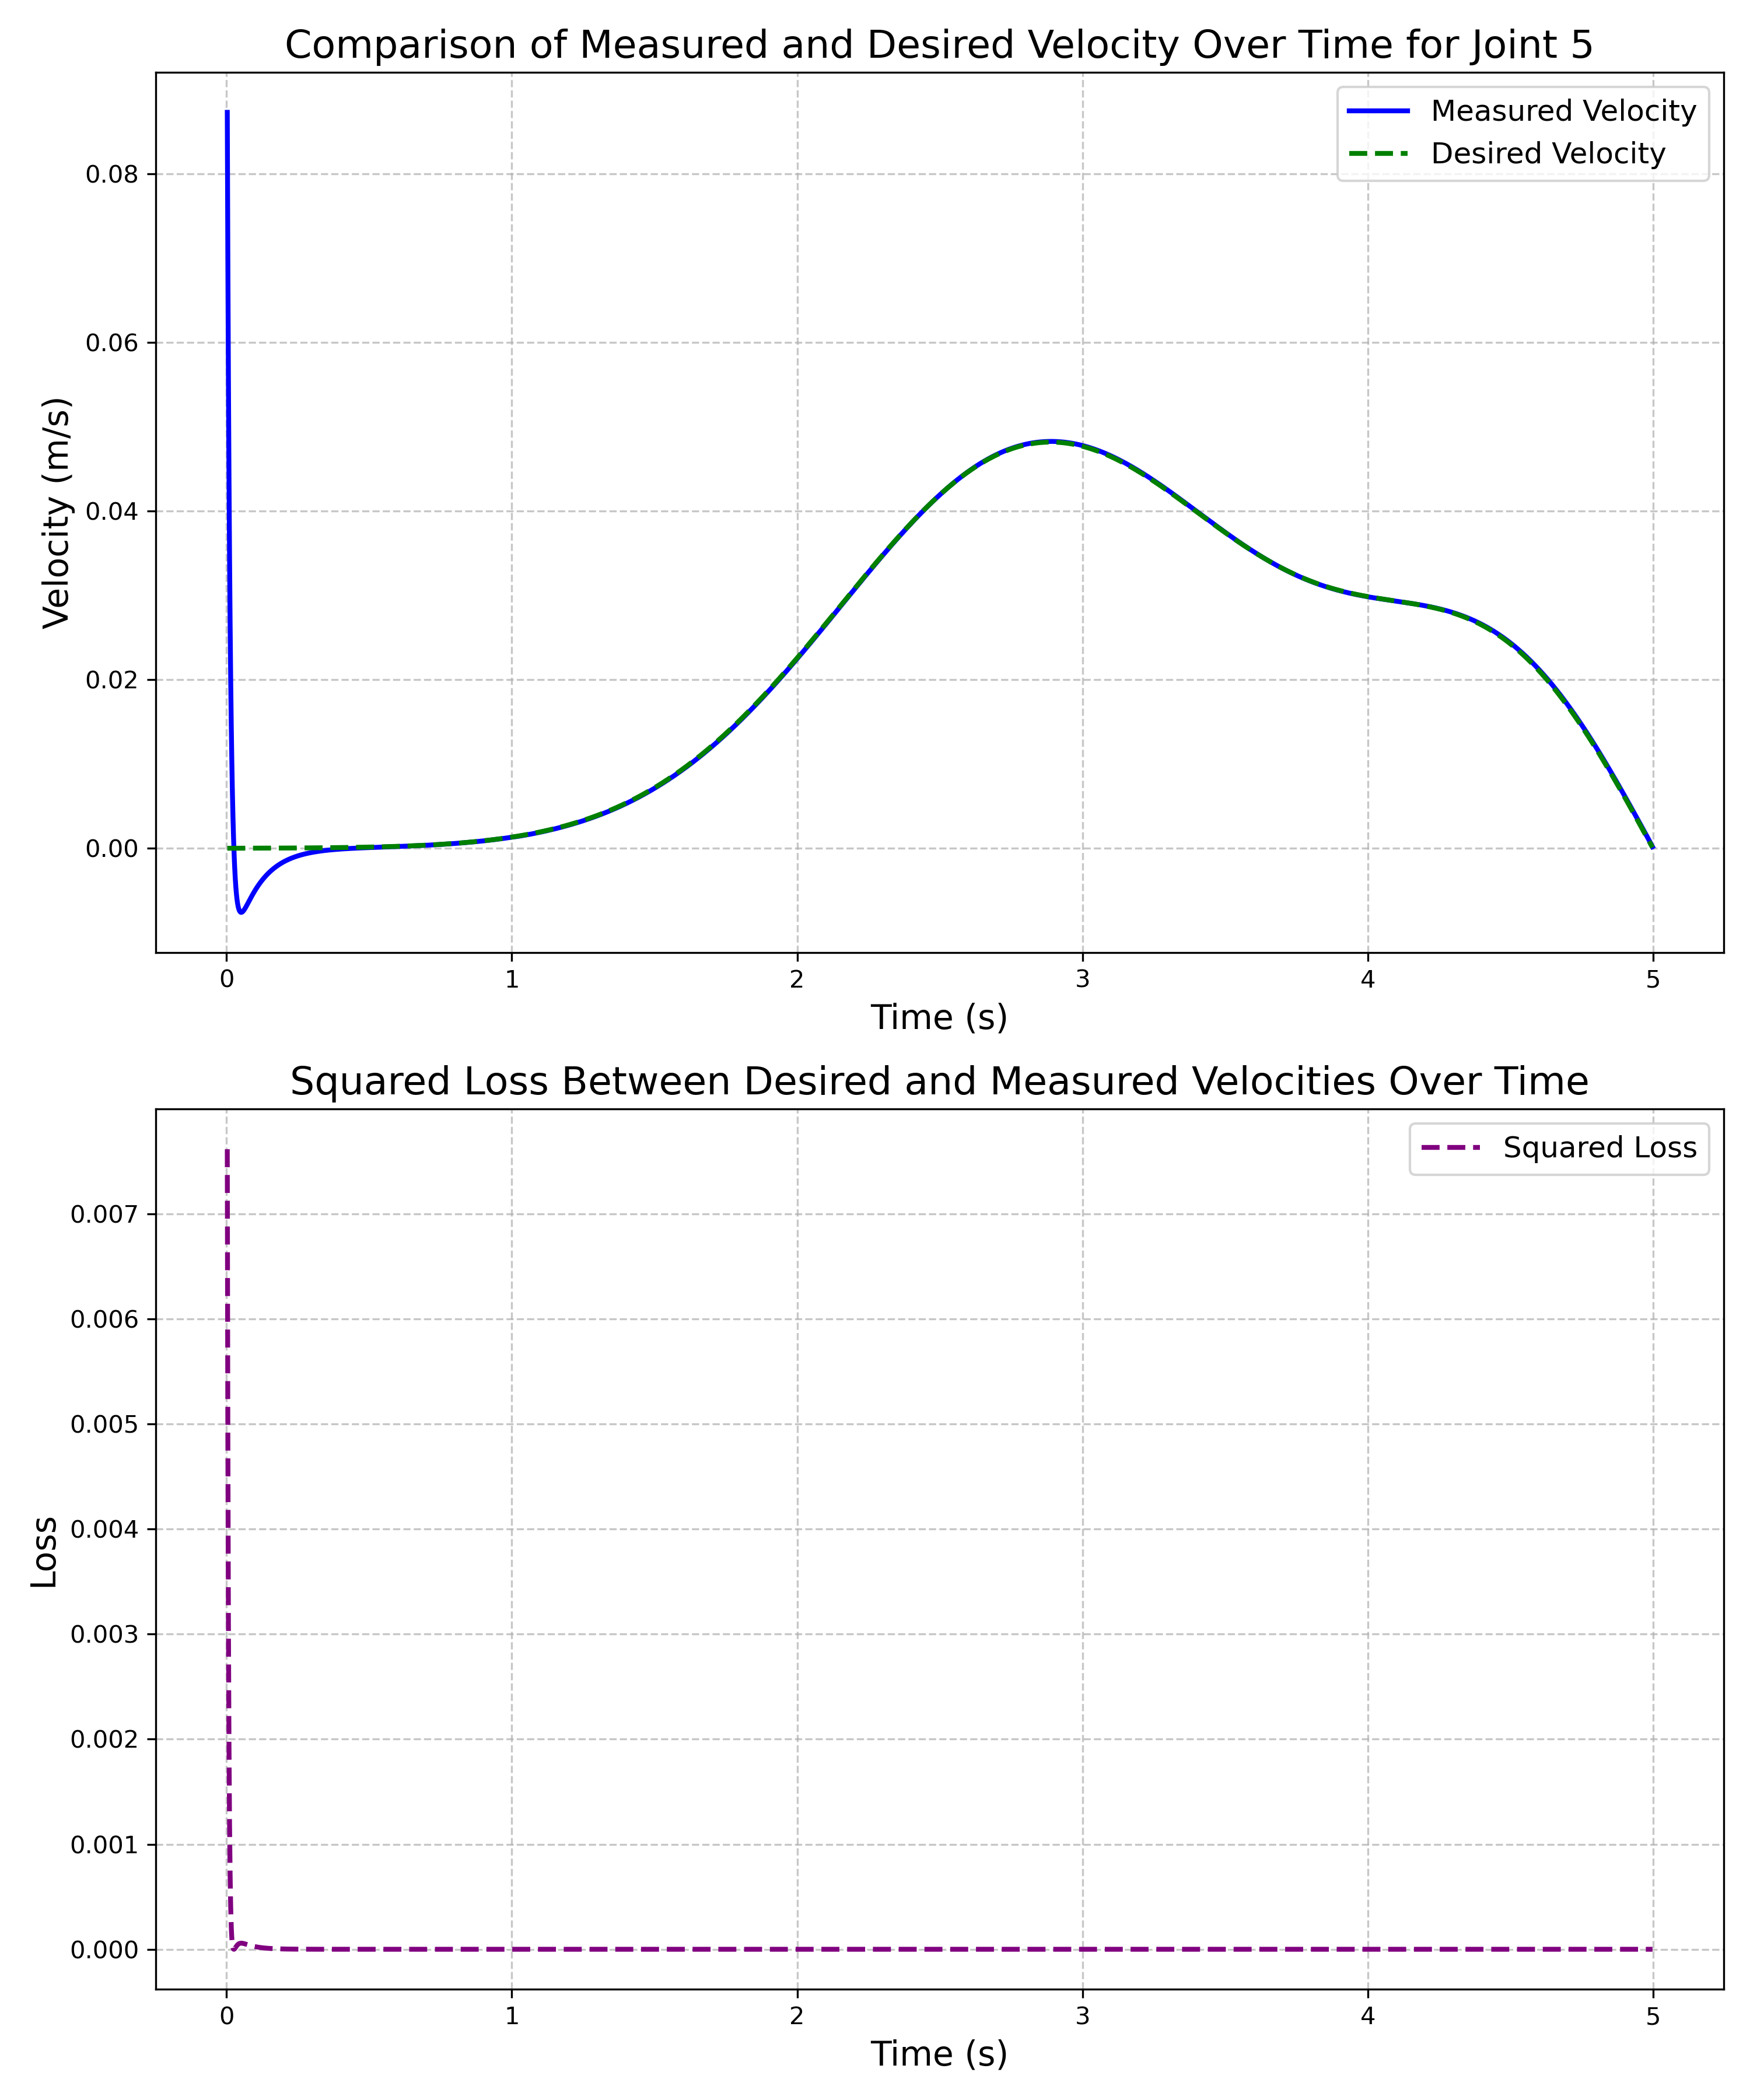 Comparison of Measured and Desired Velocity Over Time for Joint 5
Measured Velocity
Desired Velocity
Velocity (m/s)
0.08
0.06
0.04
0.02
0.00
0 1 2 3 4 5
Time (s)
Squared Loss Between Desired and Measured Velocities Over Time
Squared Loss
Loss
0.007
0.006
0.005
0.004
0.003
0.002
0.001
0.000
0 1 2 3 4 5
Time (s)